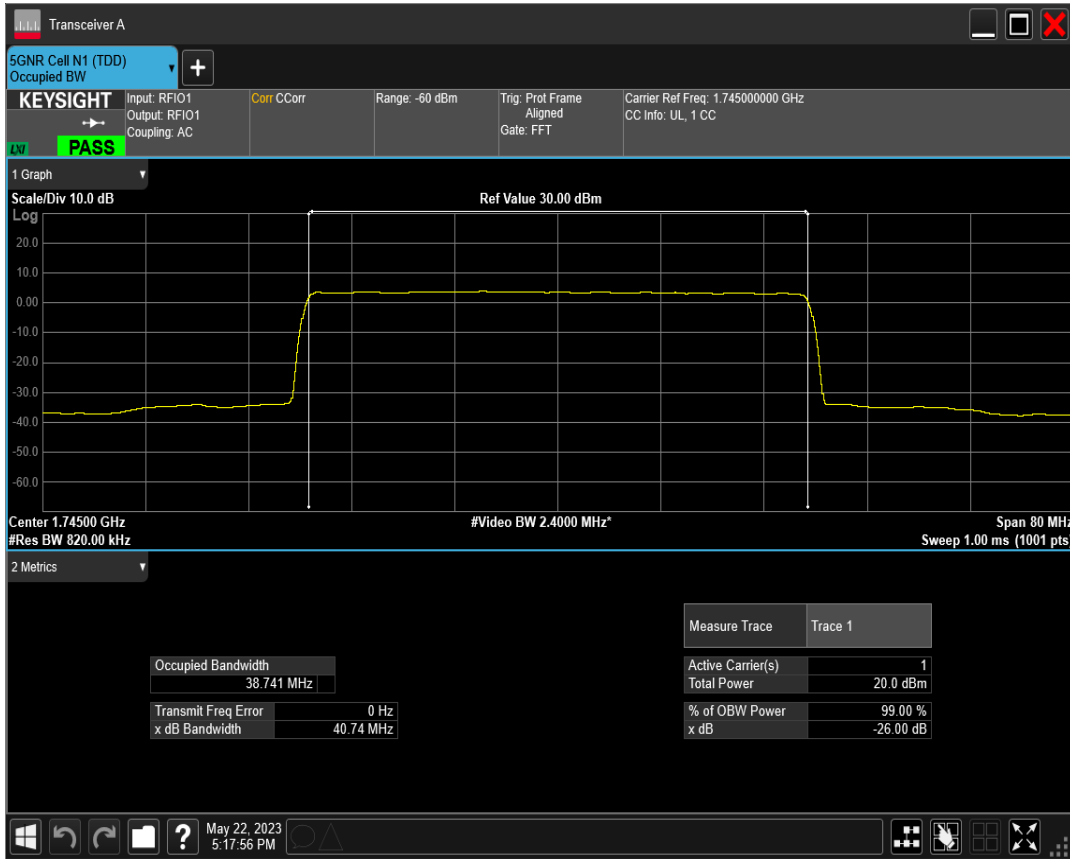 Transceiver A
5GNR Cell N1 (TDD)
Occupied BW
+
KEYSIGHT
LXI
PASS
Input: RFIO1
Output: RFIO1
Coupling: AC
Corr CCorr
Range: -60 dBm
Trig: Prot Frame
Aligned
Gate: FFT
Carrier Ref Freq: 1.745000000 GHz
CC Info: UL, 1 CC
1 Graph
Scale/Div 10.0 dB
Ref Value 30.00 dBm
Log
20.0
10.0
0.00
-10.0
-20.0
-30.0
-40.0
-50.0
-60.0
Center 1.74500 GHz
#Video BW 2.4000 MHz*
Span 80 MHz
#Res BW 820.00 kHz
Sweep 1.00 ms (1001 pts)
2 Metrics
Measure Trace
Trace 1
Occupied Bandwidth
38.741 MHz
Active Carrier(s) 1
Total Power 20.0 dBm
Transmit Freq Error 0 Hz
x dB Bandwidth 40.74 MHz
% of OBW Power 99.00 %
x dB -26.00 dB
?
May 22, 2023
5:17:56 PM